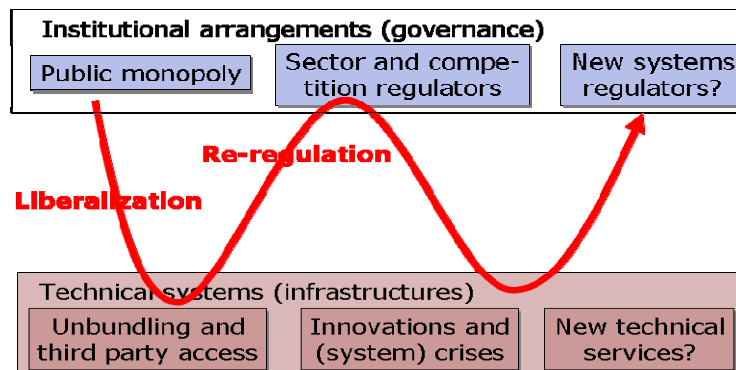 Institutional arrangements (governance)
Public monopoly
Sector and compe-
tition regulators
New systems
regulators?
Re-regulation
Liberalization
Technical systems (infrastructures)
Unbundling and
third party access
Innovations and
(system) crises
New technical
services?